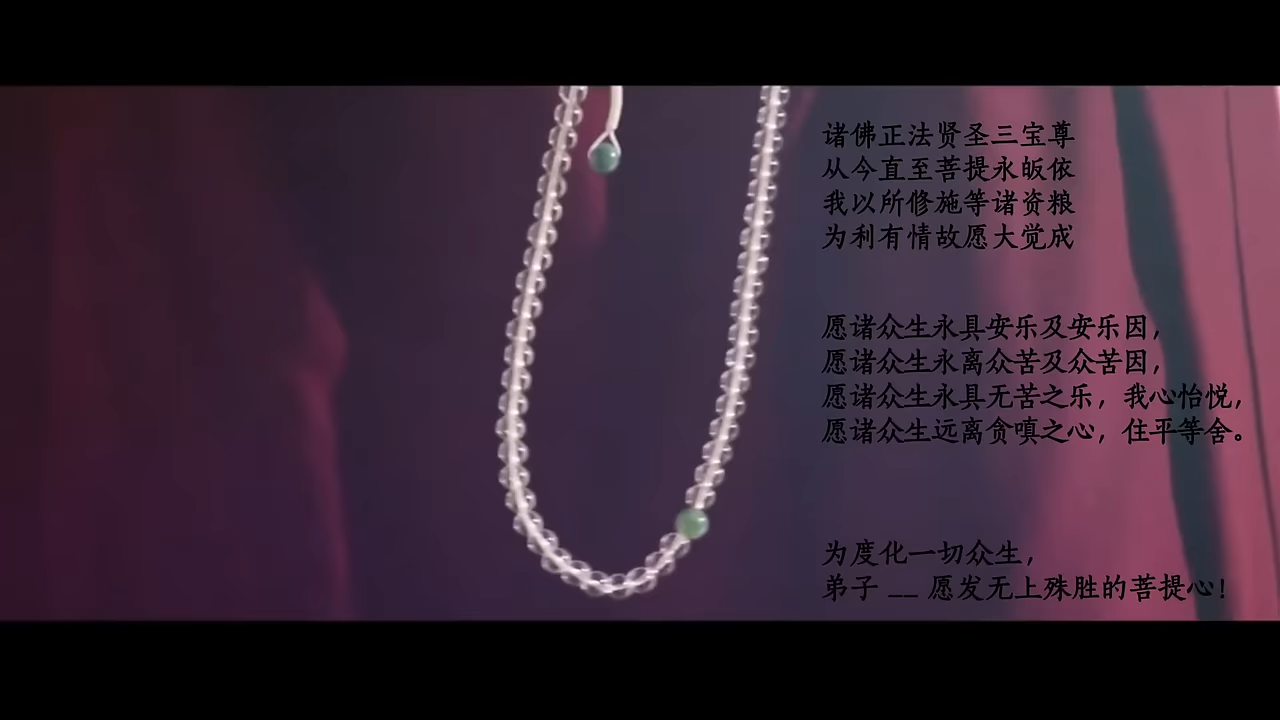 诸佛正法贤圣三宝尊
从今直至菩提永皈依
我以所修施等诸资粮
为利有情故愿大觉成
愿诸众生永具安乐及安乐因，
愿诸众生永离众苦及众苦因，
愿诸众生永具无苦之乐，我心怡悦，
愿诸众生远离贪嗔之心，住平等舍。
为度化一切众生，
弟子 __ 愿发无上殊胜的菩提心！